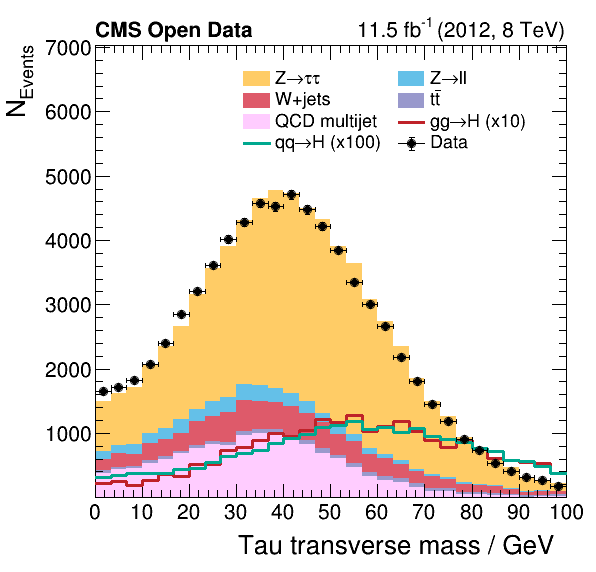 CMS Open Data
11.5 fb⁻¹ (2012, 8 TeV)
7000
6000
5000
4000
3000
2000
1000
N_Events
Z→ττ
Z→ll
W+jets
tt̄
QCD multijet
gg→H (x10)
qq→H (x100)
Data
0 10 20 30 40 50 60 70 80 90 100
Tau transverse mass / GeV